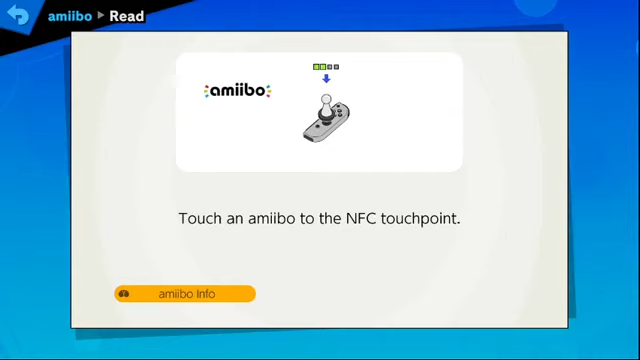 amiibo ▶ Read
amiibo
Touch an amiibo to the NFC touchpoint.
amiibo Info